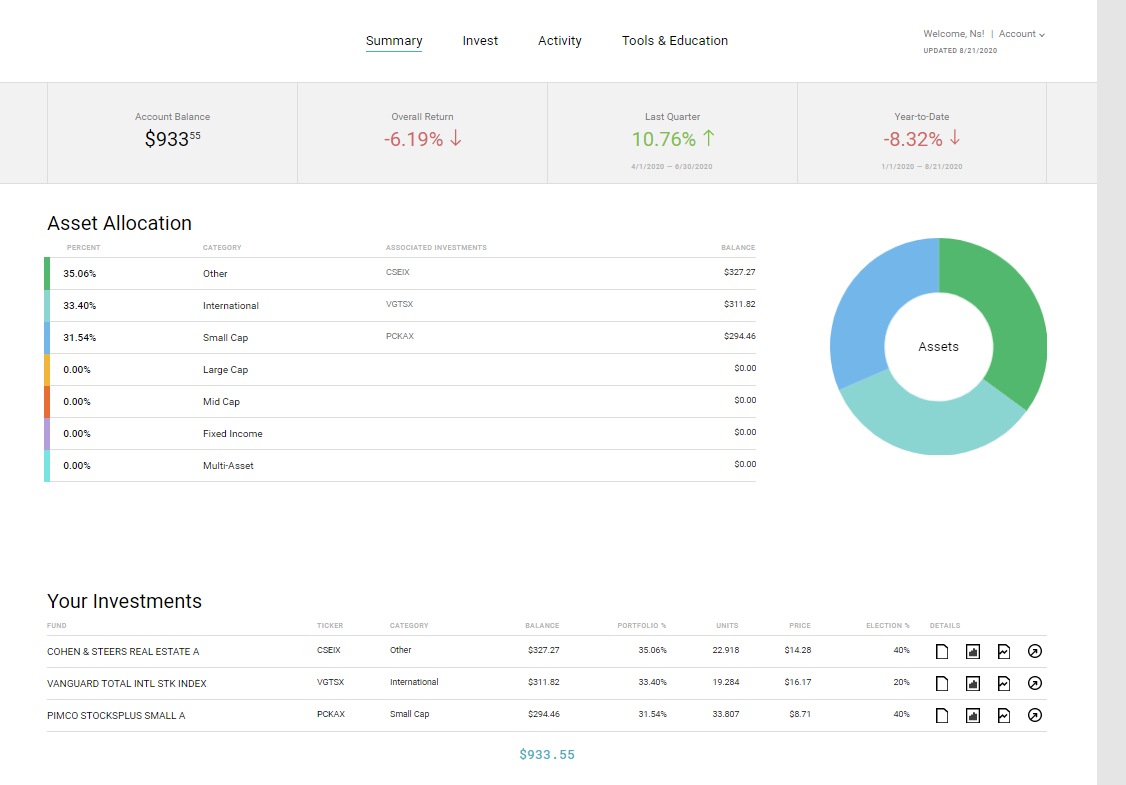 Summary Invest Activity Tools & Education
Welcome, Ns! | Account
UPDATED 8/21/2020
Account Balance Overall Return Last Quarter Year-to-Date
$933 55 -6.19% ↓ 10.76% ↑ -8.32% ↓
4/1/2020 — 6/30/2020 1/1/2020 — 8/21/2020
Asset Allocation
PERCENT CATEGORY ASSOCIATED INVESTMENTS BALANCE
35.06% Other CSEIX $327.27
33.40% International VGTSX $311.82
31.54% Small Cap PCKAX $294.46
0.00% Large Cap $0.00
0.00% Mid Cap $0.00
0.00% Fixed Income $0.00
0.00% Multi-Asset $0.00
Assets
Your Investments
FUND TICKER CATEGORY BALANCE PORTFOLIO % UNITS PRICE ELECTION % DETAILS
COHEN & STEERS REAL ESTATE A CSEIX Other $327.27 35.06% 22.918 $14.28 40%
VANGUARD TOTAL INTL STK INDEX VGTSX International $311.82 33.40% 19.284 $16.17 20%
PIMCO STOCKSPLUS SMALL A PCKAX Small Cap $294.46 31.54% 33.807 $8.71 40%
$933.55